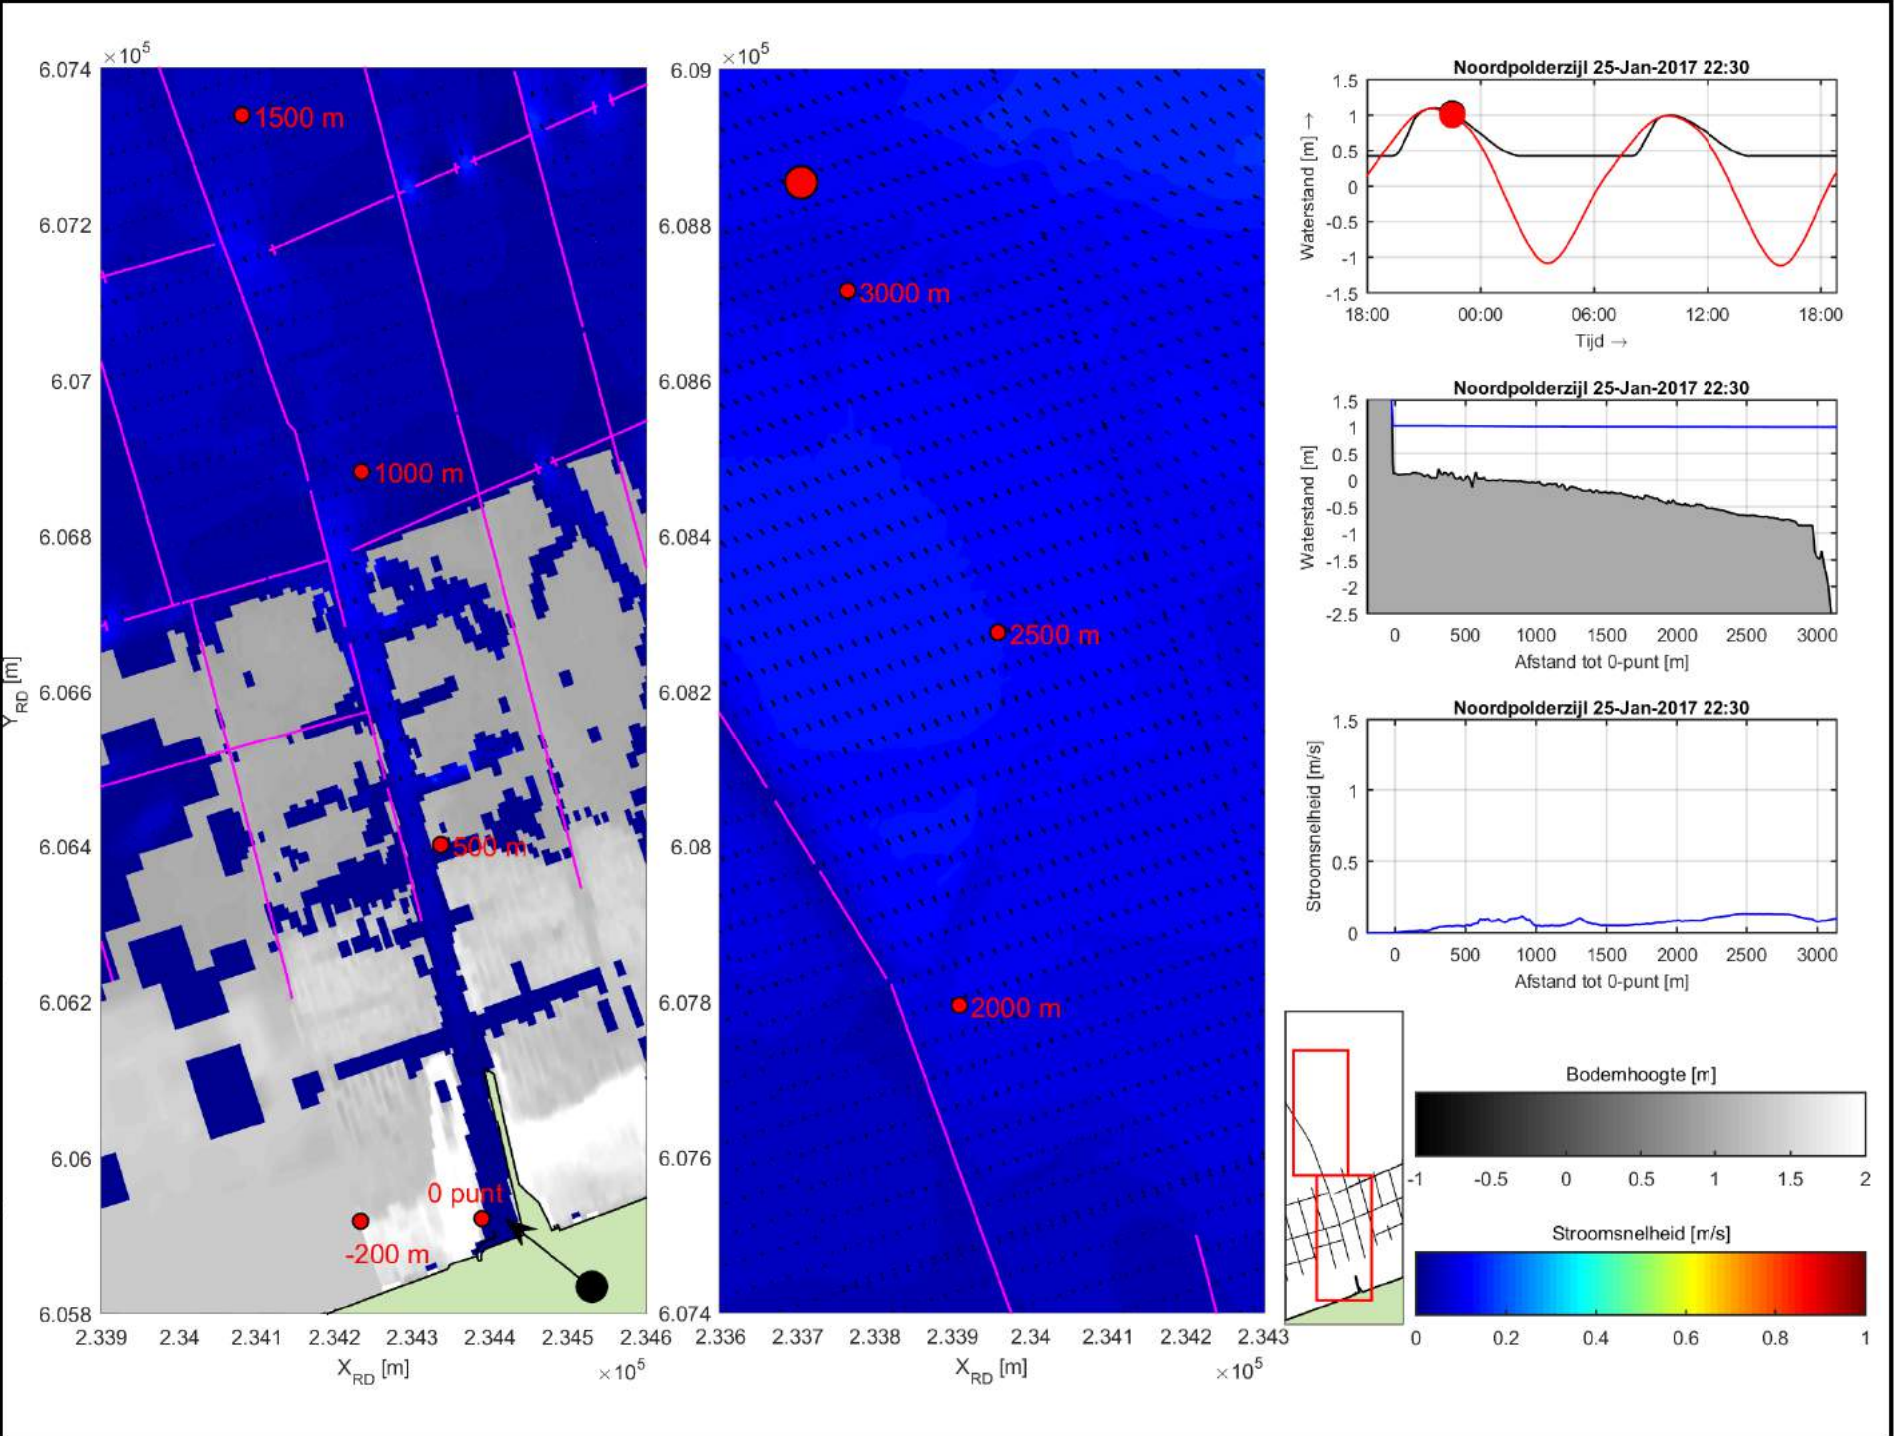 ×10⁵
6.074
6.072
6.07
6.068
6.066
6.064
6.062
6.06
6.058
Y_RD [m]
2.339 2.34 2.341 2.342 2.343 2.344 2.345 2.346
X_RD [m]
×10⁵
1500 m
1000 m
500 m
0 punt
-200 m
×10⁵
6.09
6.088
6.086
6.084
6.082
6.08
6.078
6.076
6.074
2.336 2.337 2.338 2.339 2.34 2.341 2.342 2.343
X_RD [m]
×10⁵
3000 m
2500 m
2000 m
Noordpolderzijl 25-Jan-2017 22:30
Waterstand [m] →
1.5
1
0.5
0
-0.5
-1
-1.5
18:00 00:00 06:00 12:00 18:00
Tijd →
Noordpolderzijl 25-Jan-2017 22:30
Waterstand [m]
1.5
1
0.5
0
-0.5
-1
-1.5
-2
-2.5
0 500 1000 1500 2000 2500 3000
Afstand tot 0-punt [m]
Noordpolderzijl 25-Jan-2017 22:30
Stroomsnelheid [m/s]
1.5
1
0.5
0
0 500 1000 1500 2000 2500 3000
Afstand tot 0-punt [m]
Bodemhoogte [m]
-1 -0.5 0 0.5 1 1.5 2
Stroomsnelheid [m/s]
0 0.2 0.4 0.6 0.8 1